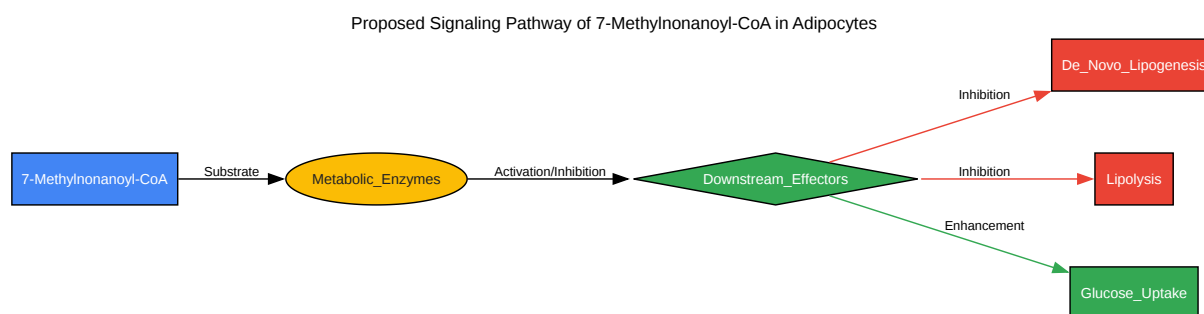 Proposed Signaling Pathway of 7-Methylnonanoyl-CoA in Adipocytes
De_Novo_Lipogenesis
Inhibition
7-Methylnonanoyl-CoA
Substrate
Metabolic_Enzymes
Activation/Inhibition
Downstream_Effectors
Inhibition
Lipolysis
Enhancement
Glucose_Uptake